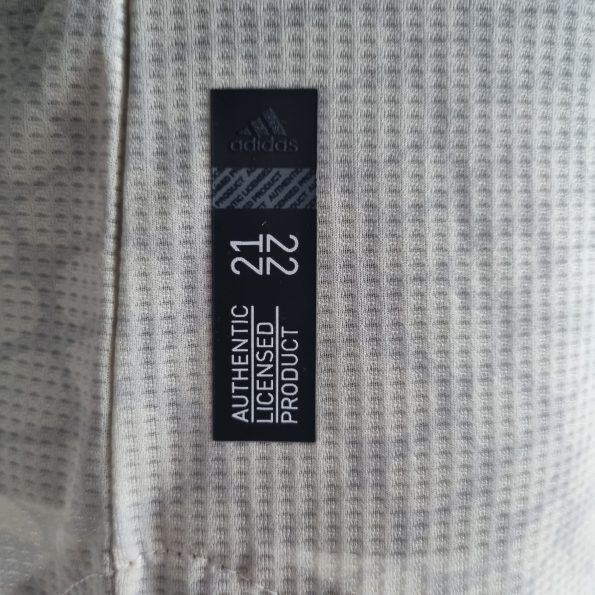 adidas
21
22
AUTHENTIC
LICENSED
PRODUCT